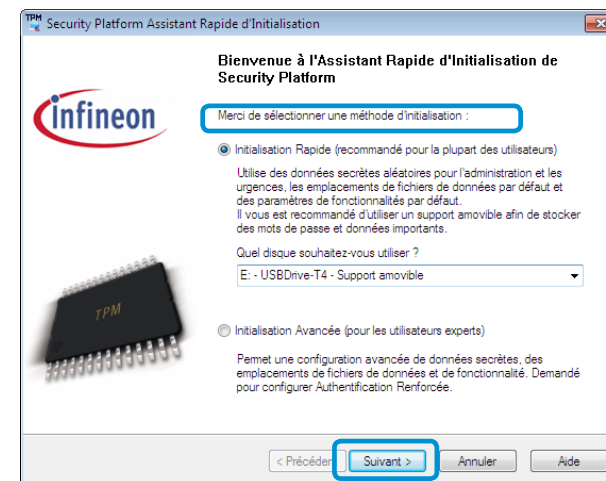 TPM Security Platform Assistant Rapide d'Initialisation
Bienvenue à l'Assistant Rapide d'Initialisation de
Security Platform
infineon
Merci de sélectionner une méthode d'initialisation :
Initialisation Rapide (recommandé pour la plupart des utilisateurs)
Utilise des données secrètes aléatoires pour l'administration et les
urgences, les emplacements de fichiers de données par défaut et
des paramètres de fonctionnalités par défaut.
Il vous est recommandé d'utiliser un support amovible afin de stocker
des mots de passe et données importants.
Quel disque souhaitez-vous utiliser ?
E: - USBDrive-T4 - Support amovible
TPM
Initialisation Avancée (pour les utilisateurs experts)
Permet une configuration avancée de données secrètes, des
emplacements de fichiers de données et de fonctionnalité. Demandé
pour configurer Authentification Renforcée.
< Précéden Suivant > Annuler Aide